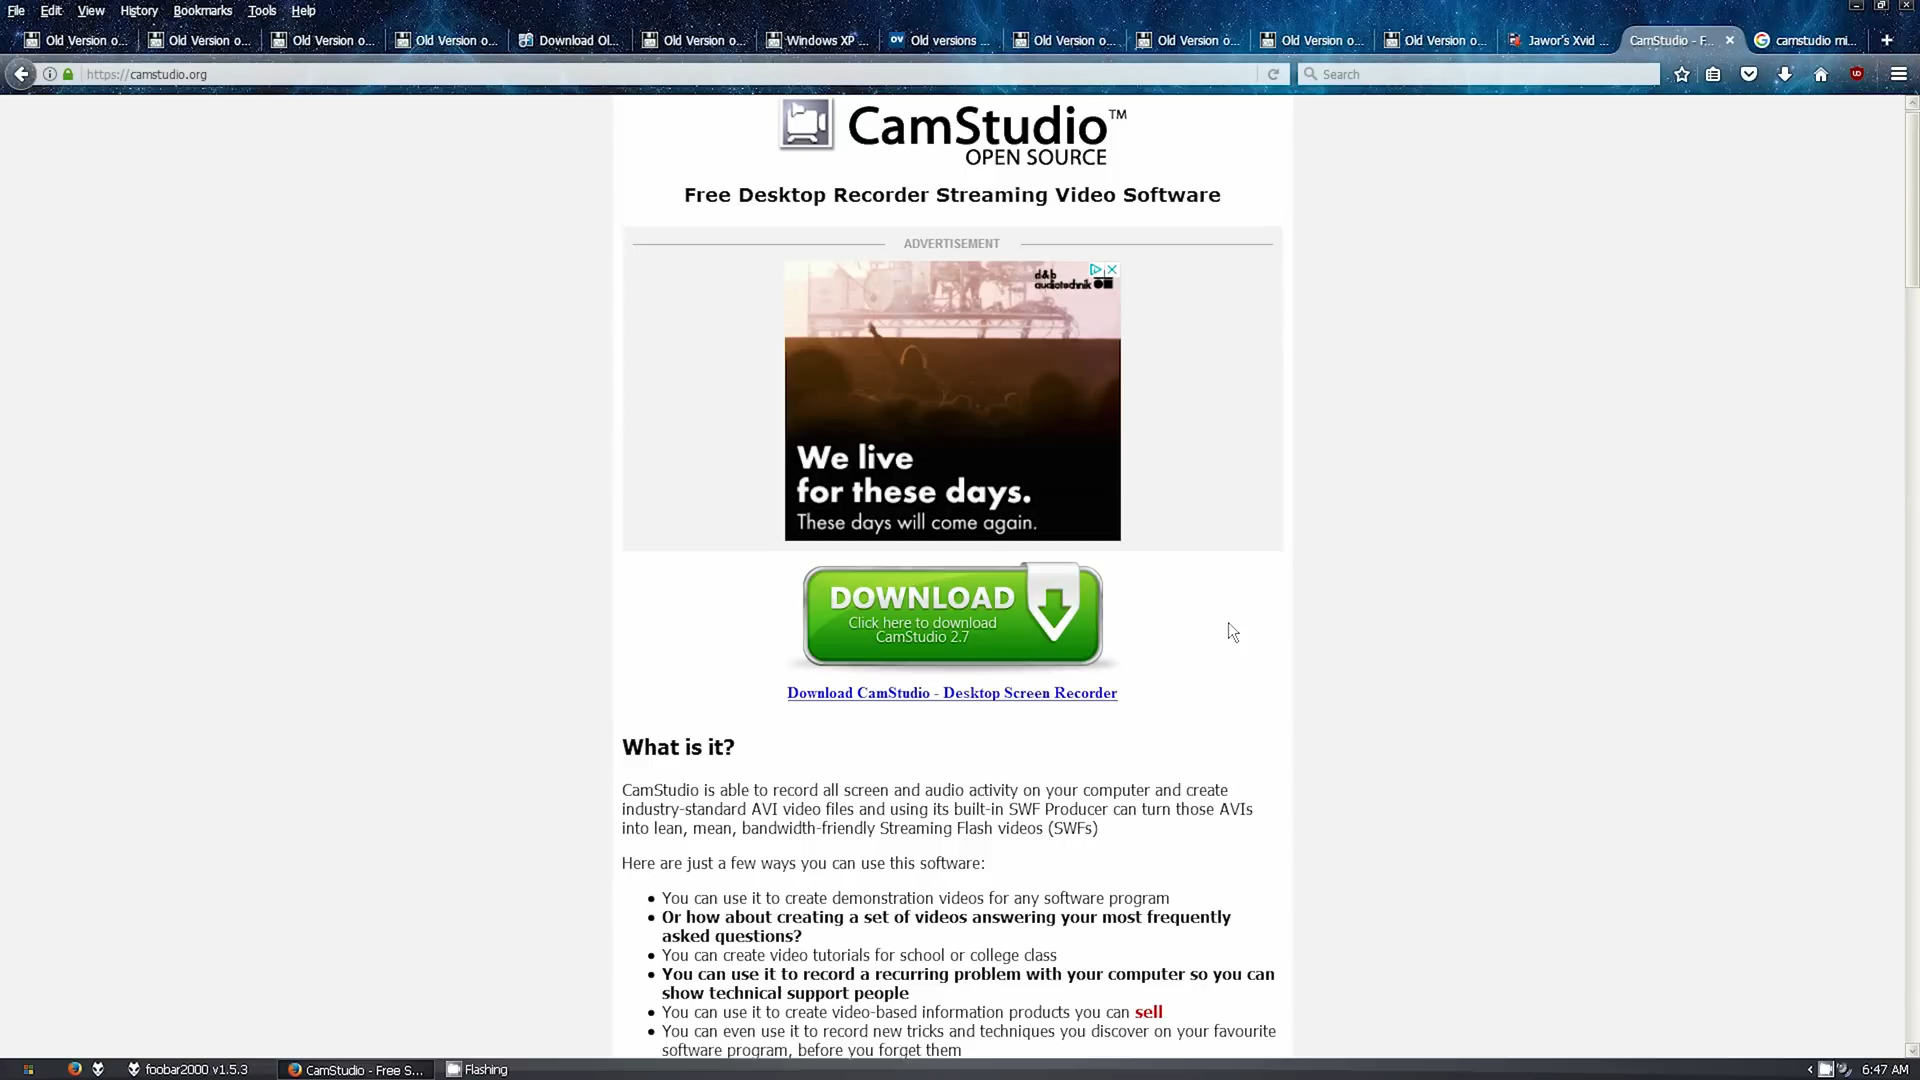 File Edit View History Bookmarks Tools Help
Old Version o... Old Version o... Old Version o... Old Version o... Download OL... Old Version o... Windows XP ... OV Old versions ... Old Version o... Old Version o... Old Version o... Old Version o... Jawor's Xvid ... CamStudio - F... camstudio mi...
https://camstudio.org Search
CamStudio™
OPEN SOURCE
Free Desktop Recorder Streaming Video Software
ADVERTISEMENT
d&b
audiotechnik
We live
for these days.
These days will come again.
DOWNLOAD
Click here to download
CamStudio 2.7
Download CamStudio - Desktop Screen Recorder
What is it?
CamStudio is able to record all screen and audio activity on your computer and create
industry-standard AVI video files and using its built-in SWF Producer can turn those AVIs
into lean, mean, bandwidth-friendly Streaming Flash videos (SWFs)
Here are just a few ways you can use this software:
You can use it to create demonstration videos for any software program
Or how about creating a set of videos answering your most frequently
asked questions?
You can create video tutorials for school or college class
You can use it to record a recurring problem with your computer so you can
show technical support people
You can use it to create video-based information products you can sell
You can even use it to record new tricks and techniques you discover on your favourite
software program, before you forget them
foobar2000 v1.5.3 CamStudio - Free S... Flashing 6:47 AM